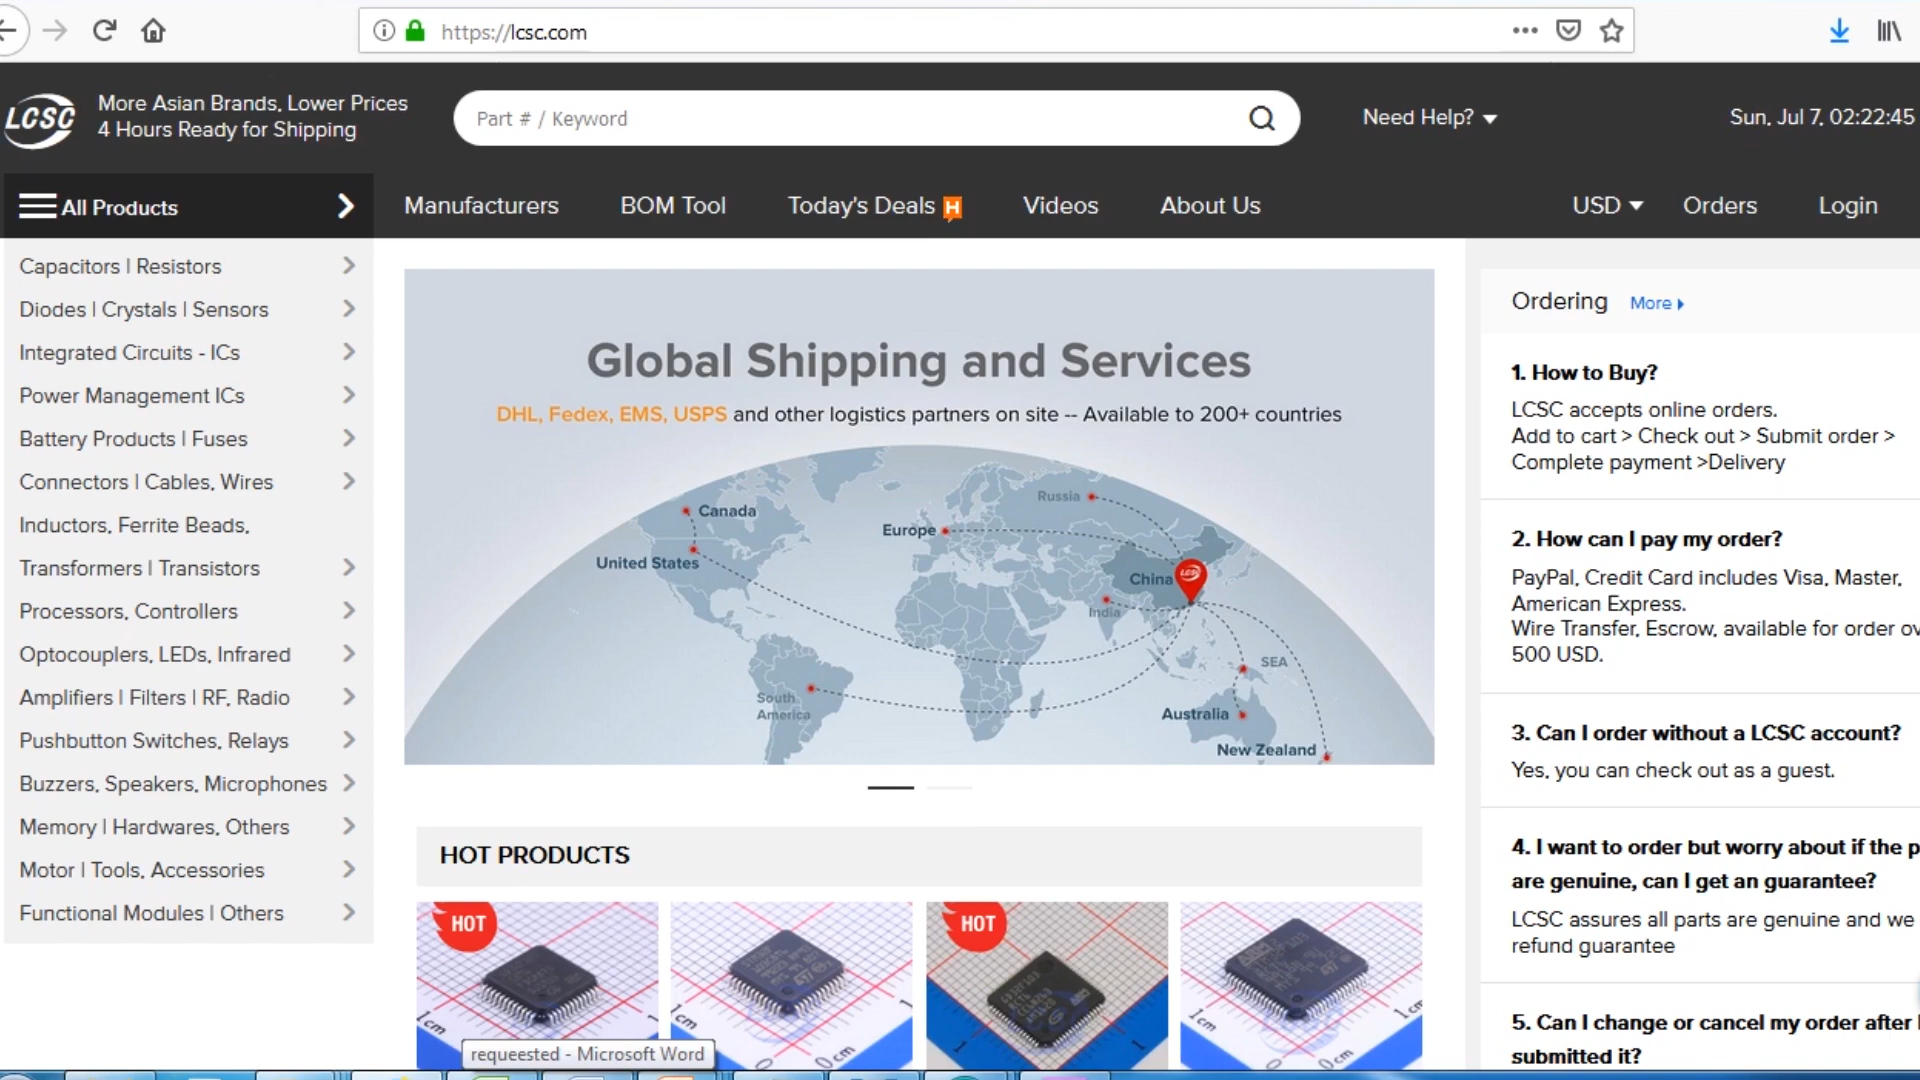 https://lcsc.com
LCSC
More Asian Brands, Lower Prices
4 Hours Ready for Shipping
Part # / Keyword
Need Help?
Sun, Jul 7, 02:22:45
All Products
Manufacturers
BOM Tool
Today's Deals H
Videos
About Us
USD
Orders
Login
Capacitors | Resistors
Diodes | Crystals | Sensors
Integrated Circuits - ICs
Power Management ICs
Battery Products | Fuses
Connectors | Cables, Wires
Inductors, Ferrite Beads,
Transformers | Transistors
Processors, Controllers
Optocouplers, LEDs, Infrared
Amplifiers | Filters | RF, Radio
Pushbutton Switches, Relays
Buzzers, Speakers, Microphones
Memory | Hardwares, Others
Motor | Tools, Accessories
Functional Modules | Others
Global Shipping and Services
DHL, Fedex, EMS, USPS and other logistics partners on site -- Available to 200+ countries
Russia
Canada
Europe
United States
China
LCSC
India
SEA
South
America
Australia
New Zealand
HOT PRODUCTS
HOT
HOT
1cm
1cm
0cm
1
1cm
0cm
requeested - Microsoft Word
Ordering More
1. How to Buy?
LCSC accepts online orders.
Add to cart > Check out > Submit order >
Complete payment >Delivery
2. How can I pay my order?
PayPal, Credit Card includes Visa, Master,
American Express.
Wire Transfer, Escrow, available for order ov
500 USD.
3. Can I order without a LCSC account?
Yes, you can check out as a guest.
4. I want to order but worry about if the p
are genuine, can I get an guarantee?
LCSC assures all parts are genuine and we
refund guarantee
5. Can I change or cancel my order after
submitted it?